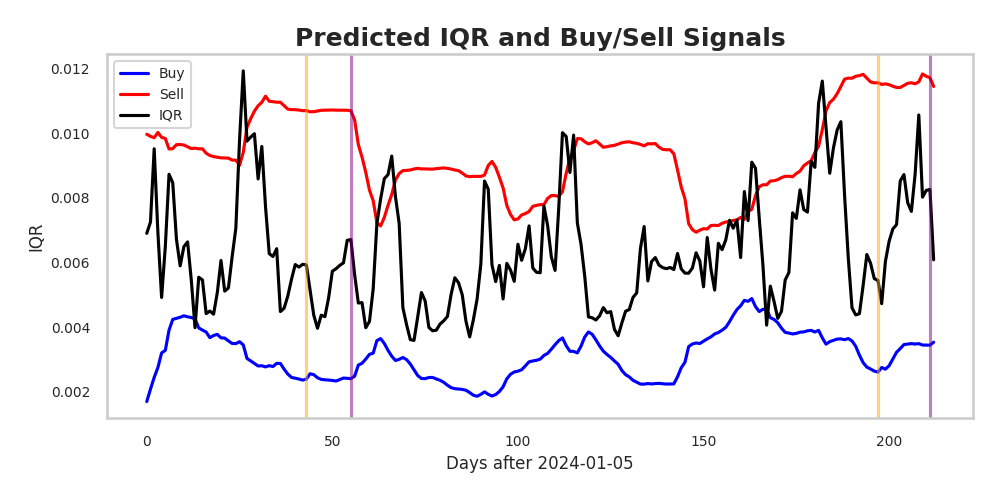 Predicted IQR and Buy/Sell Signals
Buy
Sell
IQR
0.012
0.010
0.008
0.006
0.004
0.002
IQR
0
50
100
150
200
Days after 2024-01-05